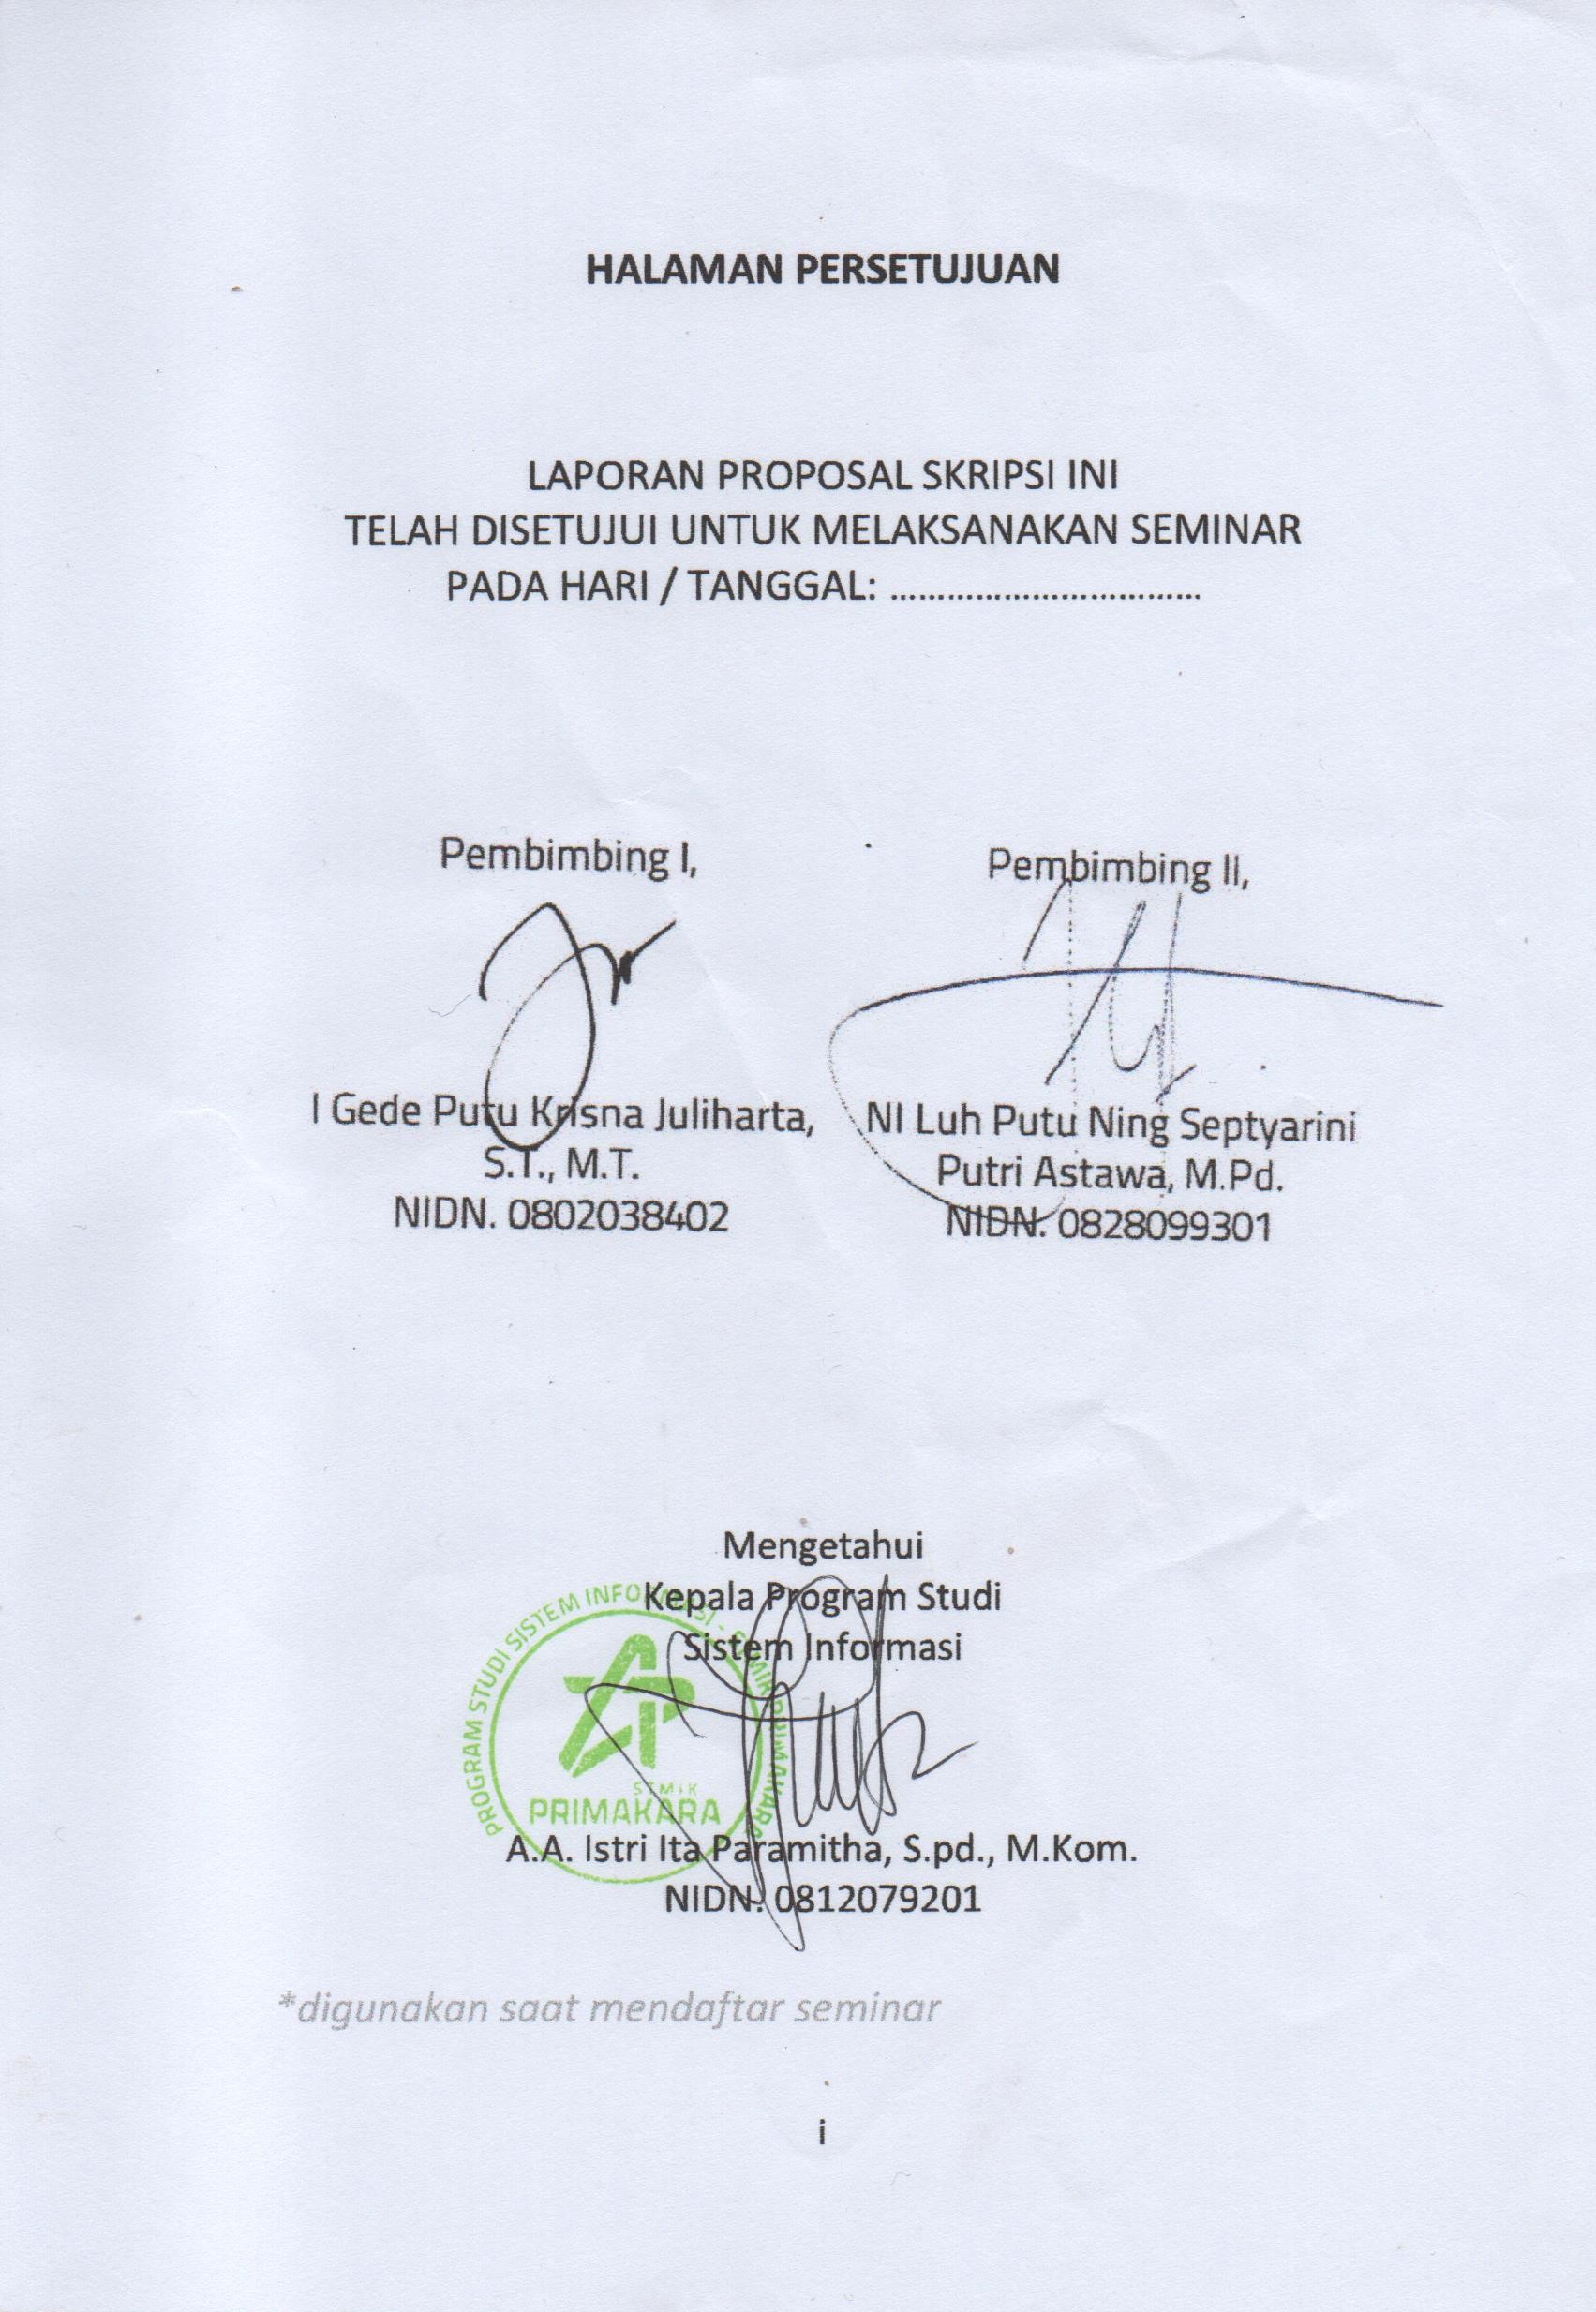 HALAMAN PERSETUJUAN
LAPORAN PROPOSAL SKRIPSI INI
TELAH DISETUJUI UNTUK MELAKSANAKAN SEMINAR
PADA HARI / TANGGAL: .................................
Pembimbing I,
I Gede Putu Krisna Juliharta,
S.T., M.T.
NIDN. 0802038402
Pembimbing II,
NI Luh Putu Ning Septyarini
Putri Astawa, M.Pd.
NIDN. 0828099301
Mengetahui
Kepala Program Studi
Sistem Informasi
PROGRAM STUDI SISTEM INFORMASI - STMIK PRIMAKARA
STMIK
PRIMAKARA
A.A. Istri Ita Paramitha, S.pd., M.Kom.
NIDN. 0812079201
*digunakan saat mendaftar seminar
i